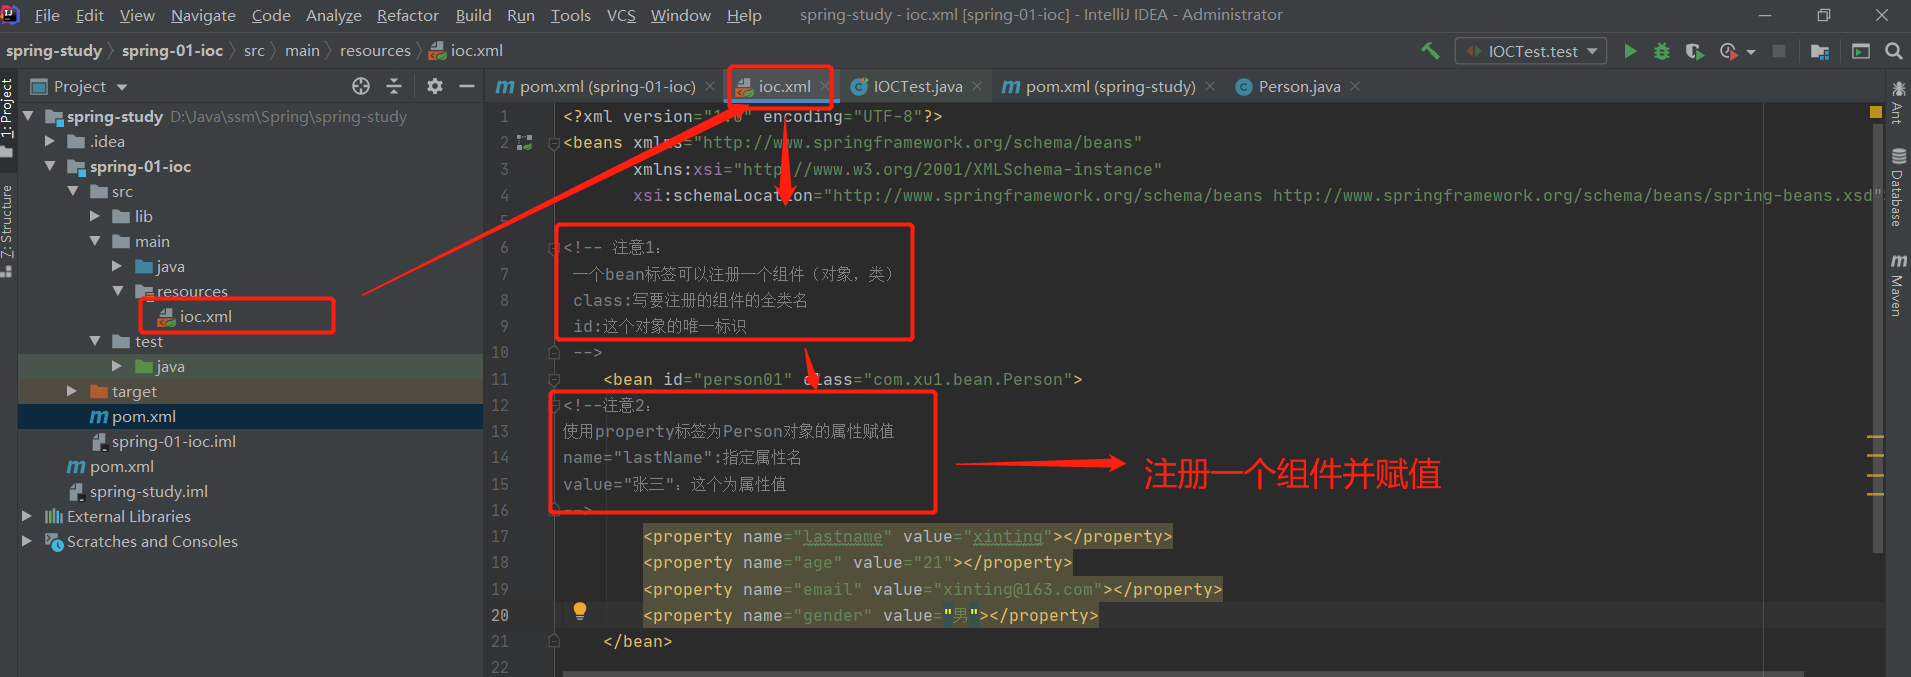 File Edit View Navigate Code Analyze Refactor Build Run Tools VCS Window Help spring-study - ioc.xml [spring-01-ioc] - IntelliJ IDEA - Administrator
spring-study spring-01-ioc src main resources ioc.xml IOCTest.test
Project
pom.xml (spring-01-ioc) ioc.xml IOCTest.java pom.xml (spring-study) Person.java
1: Project
7: Structure
spring-study D:\Java\ssm\Spring\spring-study
.idea
spring-01-ioc
src
lib
main
java
resources
ioc.xml
test
java
target
pom.xml
spring-01-ioc.iml
pom.xml
spring-study.iml
External Libraries
Scratches and Consoles
1 <?xml version="1.0" encoding="UTF-8"?>
2 <beans xmlns="http://www.springframework.org/schema/beans"
3 xmlns:xsi="http://www.w3.org/2001/XMLSchema-instance"
4 xsi:schemaLocation="http://www.springframework.org/schema/beans http://www.springframework.org/schema/beans/spring-beans.xsd"
5
6 <!-- 注意1：
7 一个bean标签可以注册一个组件（对象，类）
8 class:写要注册的组件的全类名
9 id:这个对象的唯一标识
10 -->
11 <bean id="person01" class="com.xu1.bean.Person">
12 <!--注意2：
13 使用property标签为Person对象的属性赋值
14 name="lastName":指定属性名
15 value="张三"：这个为属性值
16 -->
17 <property name="lastname" value="xinting"></property>
18 <property name="age" value="21"></property>
19 <property name="email" value="xinting@163.com"></property>
20 <property name="gender" value="男"></property>
21 </bean>
22
注册一个组件并赋值
Ant
Database
Maven